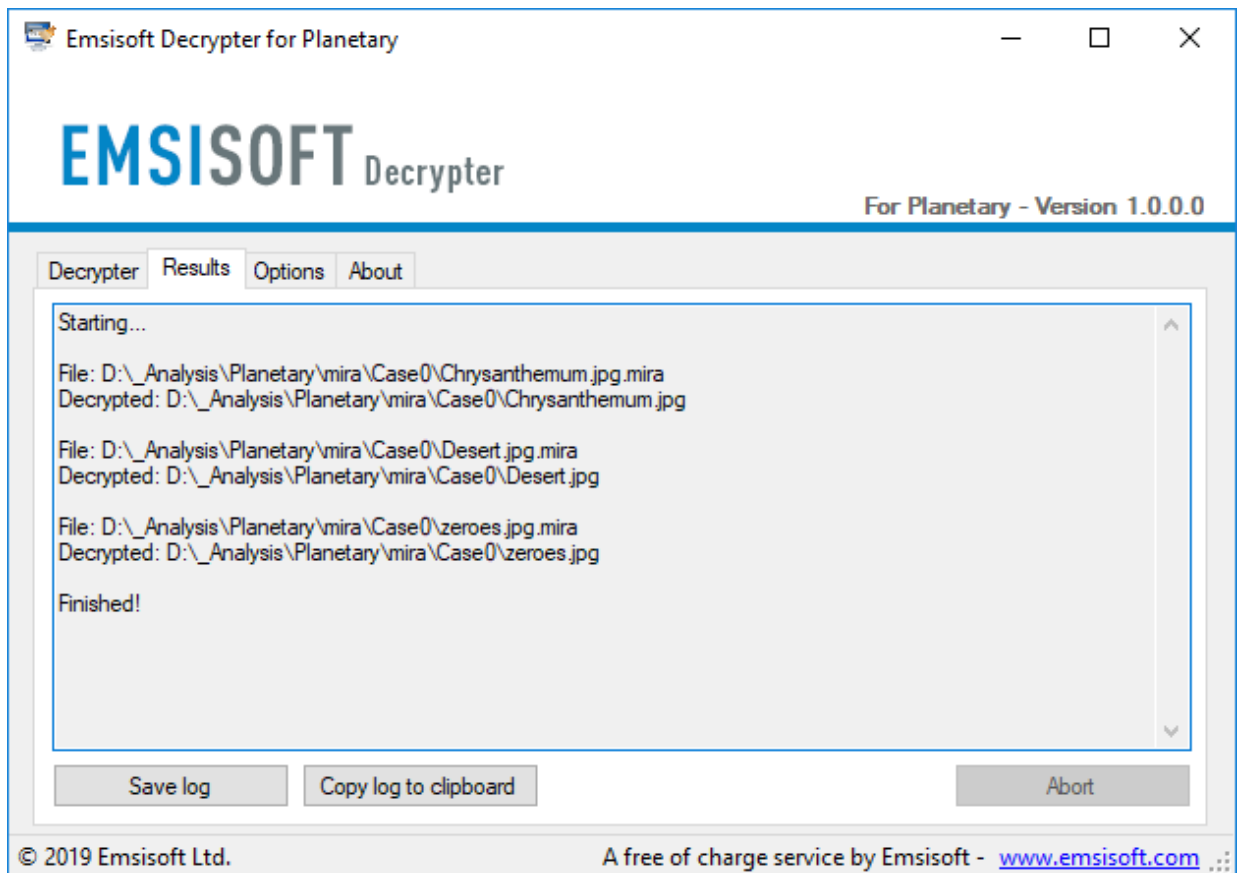 Emsisoft Decrypter for Planetary
EMSISOFT Decrypter
For Planetary - Version 1.0.0.0
Decrypter Results Options About
Starting...
File: D:\_Analysis\Planetary\mira\Case0\Chrysanthemum.jpg.mira
Decrypted: D:\_Analysis\Planetary\mira\Case0\Chrysanthemum.jpg
File: D:\_Analysis\Planetary\mira\Case0\Desert.jpg.mira
Decrypted: D:\_Analysis\Planetary\mira\Case0\Desert.jpg
File: D:\_Analysis\Planetary\mira\Case0\zeroes.jpg.mira
Decrypted: D:\_Analysis\Planetary\mira\Case0\zeroes.jpg
Finished!
Save log Copy log to clipboard Abort
© 2019 Emsisoft Ltd. A free of charge service by Emsisoft - www.emsisoft.com